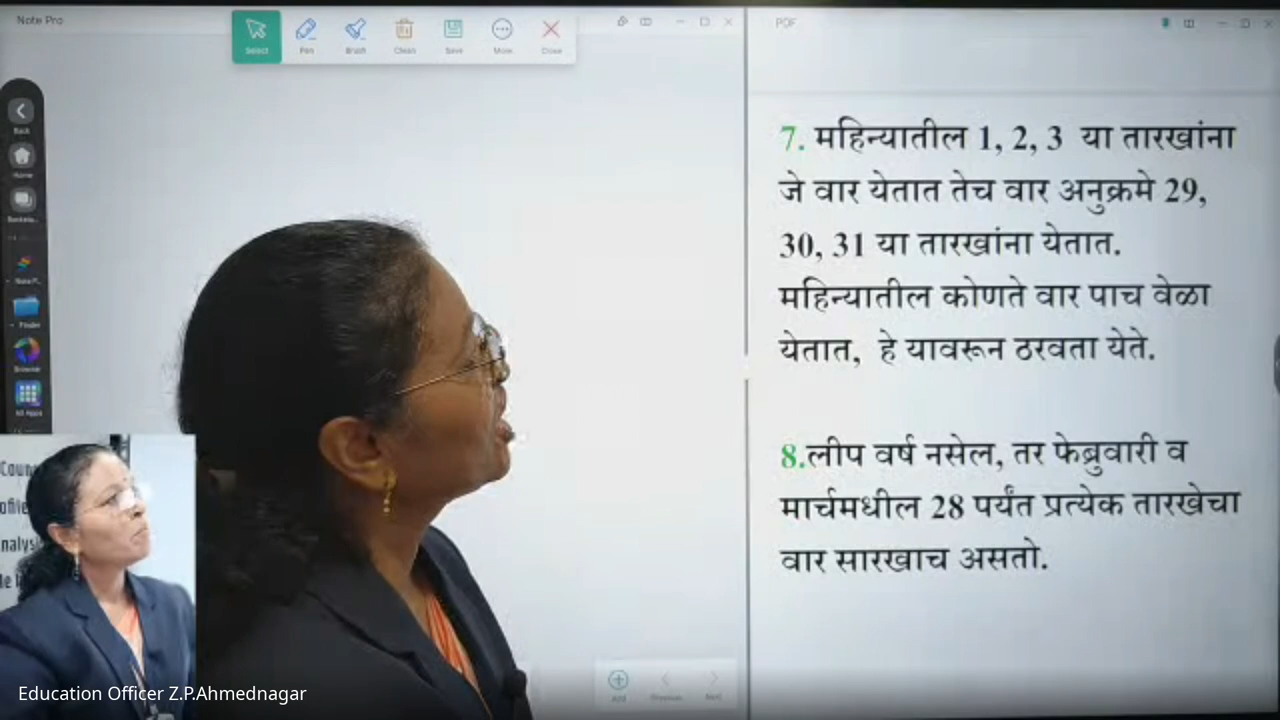 Note Pro
Select
Pen
Brush
Clean
Save
More
Close
PDF
Back
Home
Finder
Browser
All Apps
7. महिन्यातील 1, 2, 3 या तारखांना
जे वार येतात तेच वार अनुक्रमे 29,
30, 31 या तारखांना येतात.
महिन्यातील कोणते वार पाच वेळा
येतात, हे यावरून ठरवता येते.
8.लीप वर्ष नसेल, तर फेब्रुवारी व
मार्चमधील 28 पर्यंत प्रत्येक तारखेचा
वार सारखाच असतो.
Add
Previous
Next
Education Officer Z.P.Ahmednagar